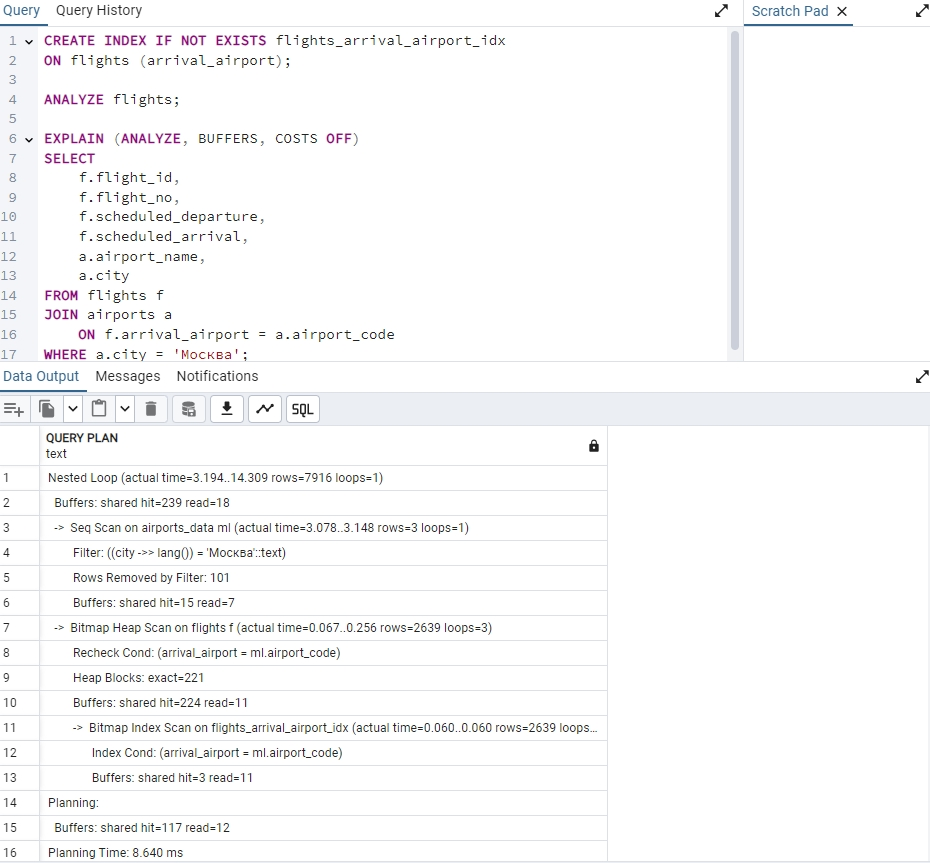 Query Query History
Scratch Pad
1 CREATE INDEX IF NOT EXISTS flights_arrival_airport_idx
2 ON flights (arrival_airport);
3
4 ANALYZE flights;
5
6 EXPLAIN (ANALYZE, BUFFERS, COSTS OFF)
7 SELECT
8 f.flight_id,
9 f.flight_no,
10 f.scheduled_departure,
11 f.scheduled_arrival,
12 a.airport_name,
13 a.city
14 FROM flights f
15 JOIN airports a
16 ON f.arrival_airport = a.airport_code
17 WHERE a.city = 'Москва';
Data Output Messages Notifications
SQL
QUERY PLAN
text
1 Nested Loop (actual time=3.194..14.309 rows=7916 loops=1)
2 Buffers: shared hit=239 read=18
3 -> Seq Scan on airports_data ml (actual time=3.078..3.148 rows=3 loops=1)
4 Filter: ((city ->> lang()) = 'Москва'::text)
5 Rows Removed by Filter: 101
6 Buffers: shared hit=15 read=7
7 -> Bitmap Heap Scan on flights f (actual time=0.067..0.256 rows=2639 loops=3)
8 Recheck Cond: (arrival_airport = ml.airport_code)
9 Heap Blocks: exact=221
10 Buffers: shared hit=224 read=11
11 -> Bitmap Index Scan on flights_arrival_airport_idx (actual time=0.060..0.060 rows=2639 loops...
12 Index Cond: (arrival_airport = ml.airport_code)
13 Buffers: shared hit=3 read=11
14 Planning:
15 Buffers: shared hit=117 read=12
16 Planning Time: 8.640 ms